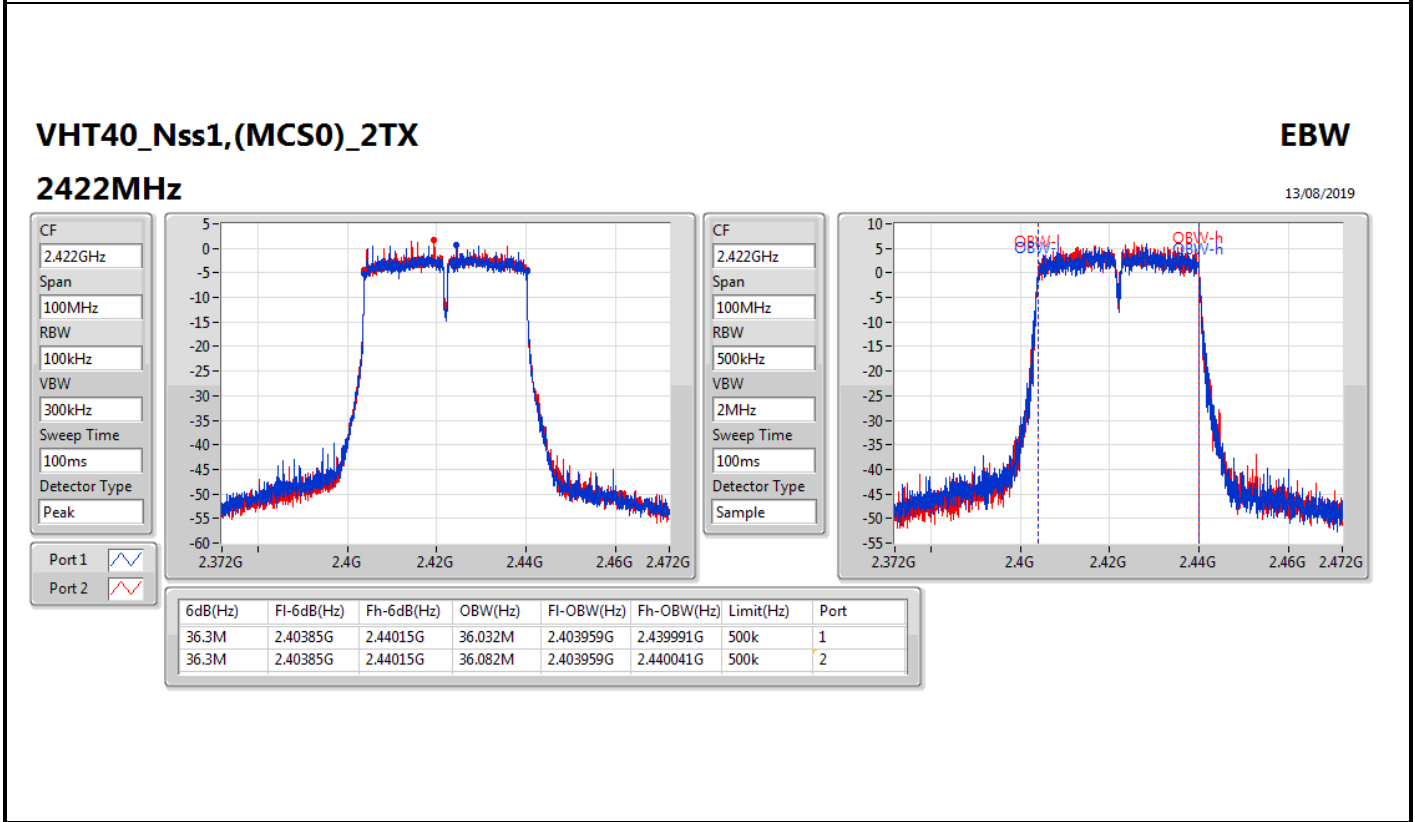 VHT40_Nss1,(MCS0)_2TX EBW
2422MHz 13/08/2019
CF
2.422GHz
Span
100MHz
RBW
100kHz
VBW
300kHz
Sweep Time
100ms
Detector Type
Peak
Port 1
Port 2
5
0
-5
-10
-15
-20
-25
-30
-35
-40
-45
-50
-55
-60
2.372G 2.4G 2.42G 2.44G 2.46G 2.472G
CF
2.422GHz
Span
100MHz
RBW
500kHz
VBW
2MHz
Sweep Time
100ms
Detector Type
Sample
10
5
0
-5
-10
-15
-20
-25
-30
-35
-40
-45
-50
-55
OBW-l OBW-h
OBW-l OBW-h
2.372G 2.4G 2.42G 2.44G 2.46G 2.472G
6dB(Hz) Fl-6dB(Hz) Fh-6dB(Hz) OBW(Hz) Fl-OBW(Hz) Fh-OBW(Hz) Limit(Hz) Port
36.3M 2.40385G 2.44015G 36.032M 2.403959G 2.439991G 500k 1
36.3M 2.40385G 2.44015G 36.082M 2.403959G 2.440041G 500k 2